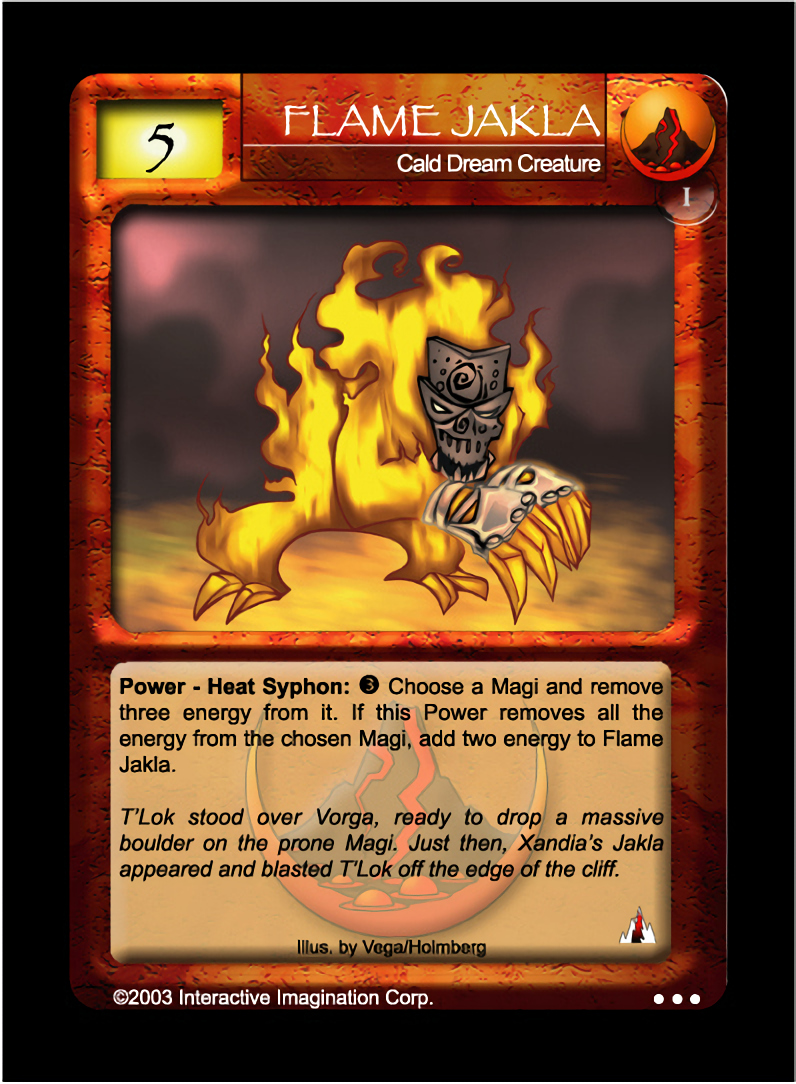 5
FLAME JAKLA
Cald Dream Creature
I
Power - Heat Syphon: ❸ Choose a Magi and remove
three energy from it. If this Power removes all the
energy from the chosen Magi, add two energy to Flame
Jakla.
T'Lok stood over Vorga, ready to drop a massive
boulder on the prone Magi. Just then, Xandia's Jakla
appeared and blasted T'Lok off the edge of the cliff.
Illus. by Vega/Holmberg
©2003 Interactive Imagination Corp.